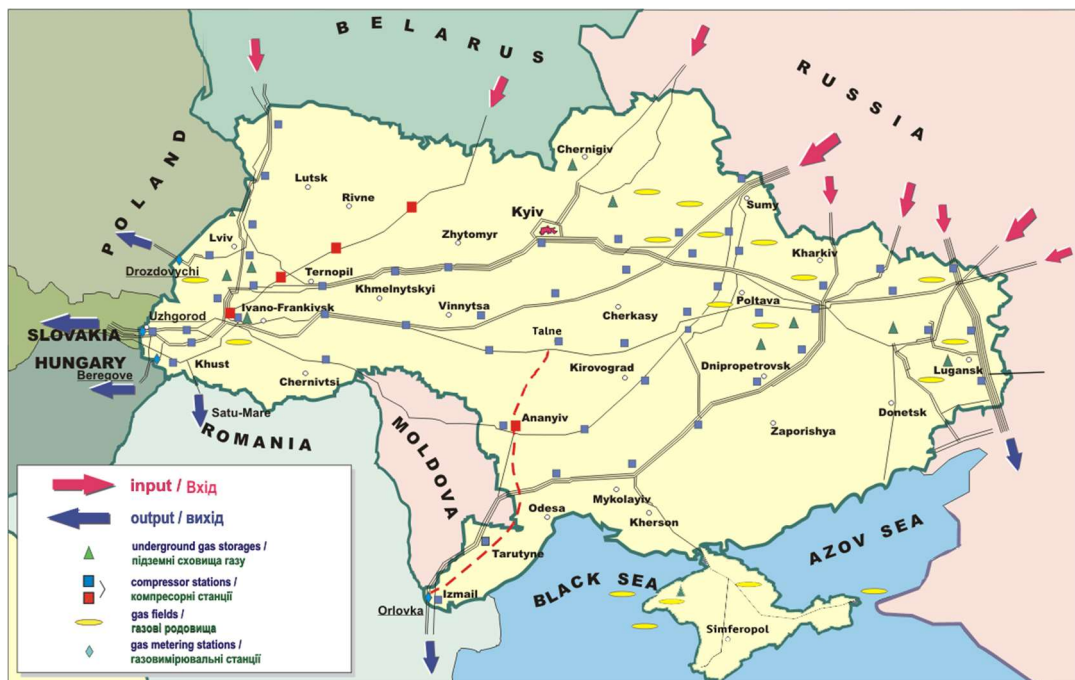 BELARUS
RUSSIA
POLAND
Chernigiv
Lutsk
Rivne
Kyiv
Sumy
Zhytomyr
Lviv
Kharkiv
Drozdovychi
Ternopil
Khmelnytskyi
Poltava
Ivano-Frankivsk
Vinnytsa
Cherkasy
Uzhgorod
SLOVAKIA
Talne
HUNGARY
Khust
Kirovograd
Dnipropetrovsk
Lugansk
Beregove
Chernivtsi
Satu-Mare
Donetsk
Ananyiv
ROMANIA
MOLDOVA
Zaporishya
Mykolayiv
Odesa
Kherson
Tarutyne
AZOV SEA
BLACK SEA
Izmail
Orlovka
Simferopol
input / Вхід
output / вихід
underground gas storages /
підземні сховища газу
compressor stations /
компресорні станції
gas fields /
газові родовища
gas metering stations /
газовимірювальні станції